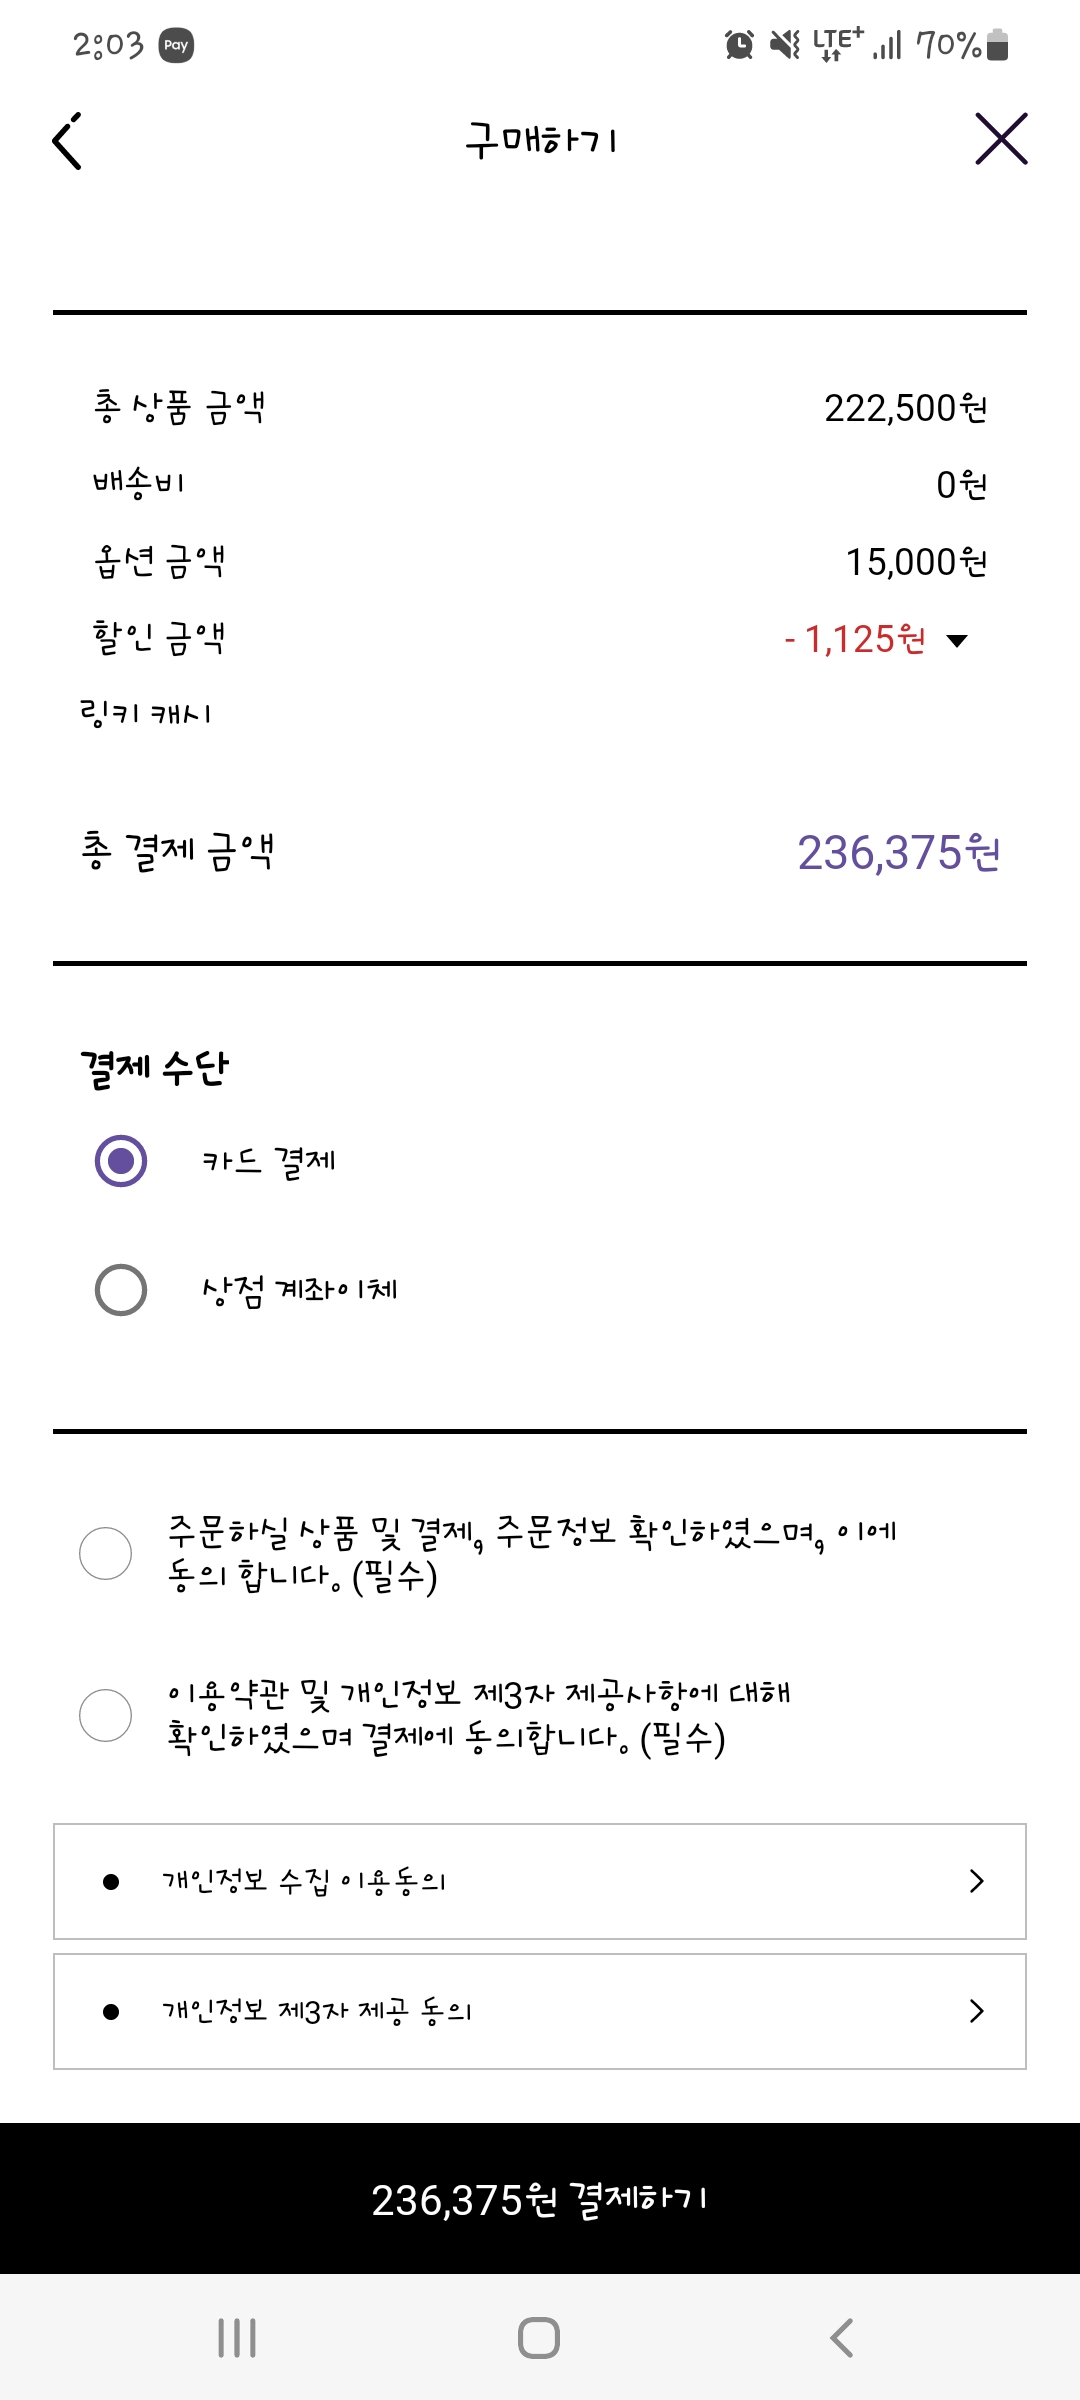 2:03 Pay LTE+ 70%
구매하기
총 상품 금액 222,500원
배송비 0원
옵션 금액 15,000원
할인 금액 - 1,125원
링키 캐시
총 결제 금액 236,375원
결제 수단
카드 결제
상점 계좌이체
주문하실 상품 및 결제, 주문정보 확인하였으며, 이에
동의 합니다. (필수)
이용약관 및 개인정보 제3자 제공사항에 대해
확인하였으며 결제에 동의합니다. (필수)
개인정보 수집 이용동의
개인정보 제3자 제공 동의
236,375원 결제하기